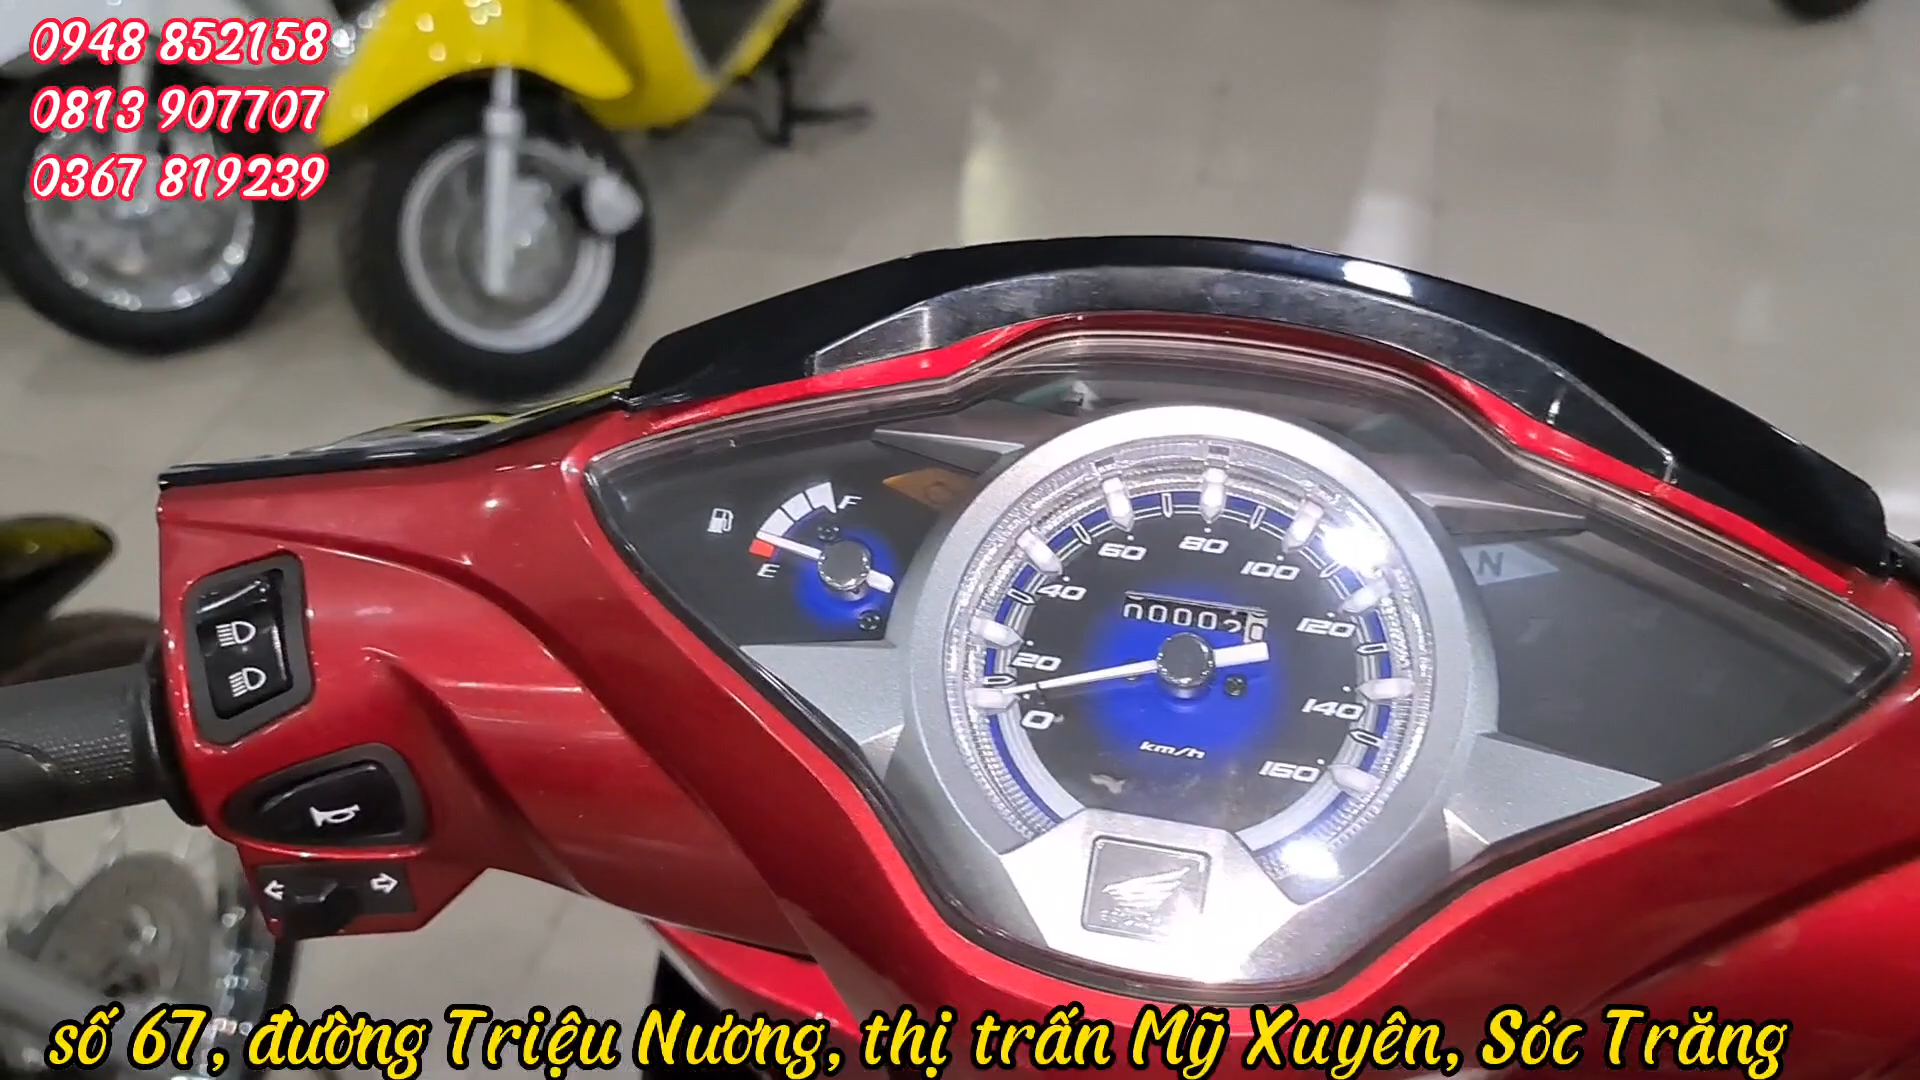 0948 852158
0813 907707
0367 819239
F
E
C
N
0
20
40
60
80
100
120
140
160
km/h
số 67, đường Triệu Nương, thị trấn Mỹ Xuyên, Sóc Trăng